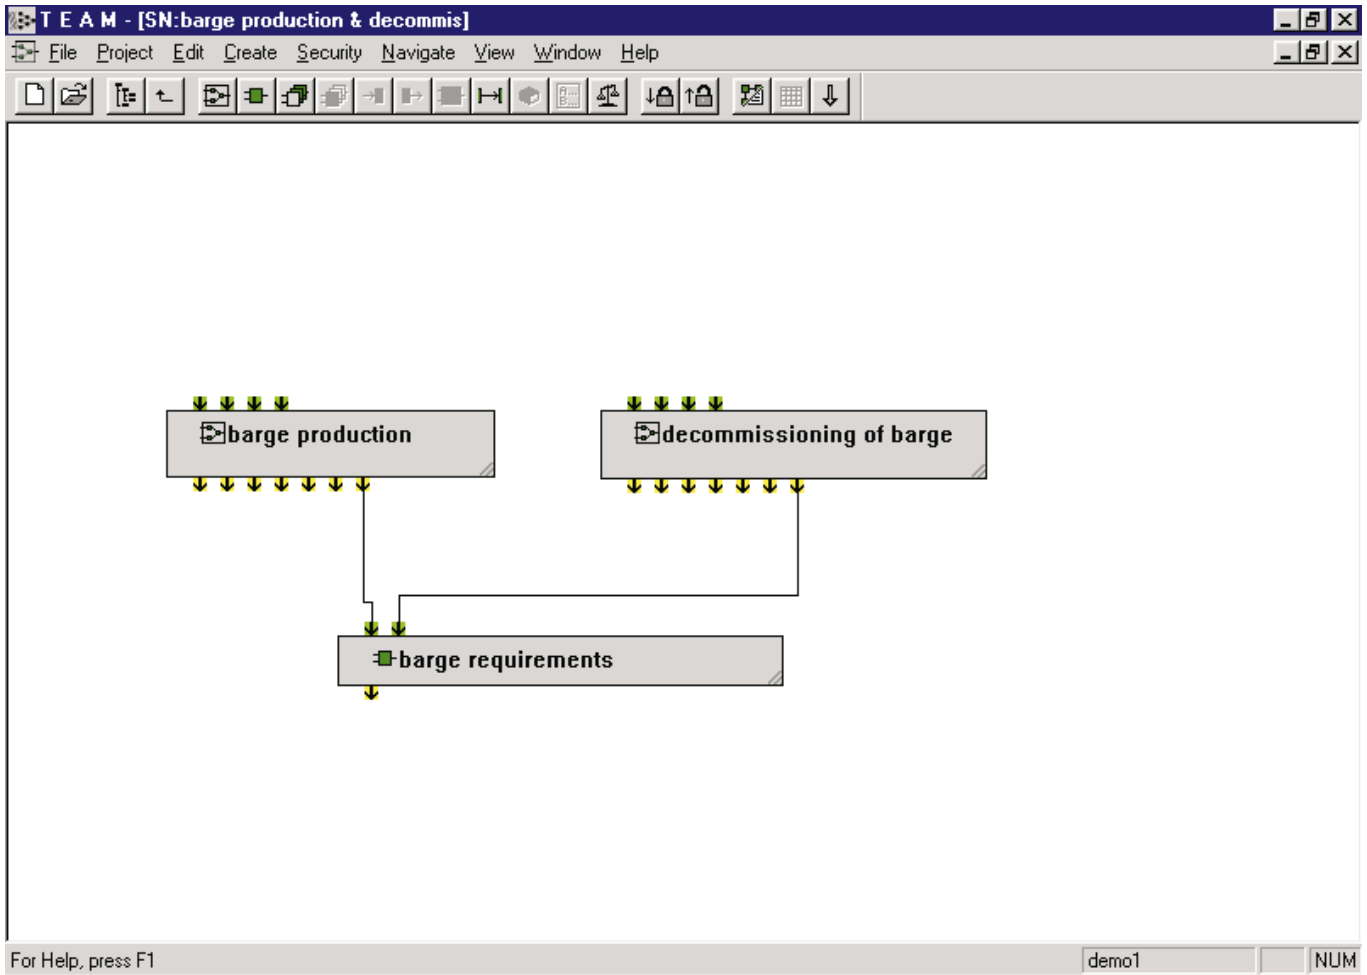 T E A M - [SN:barge production & decommis]
File Project Edit Create Security Navigate View Window Help
barge production
decommissioning of barge
barge requirements
For Help, press F1
demo1
NUM